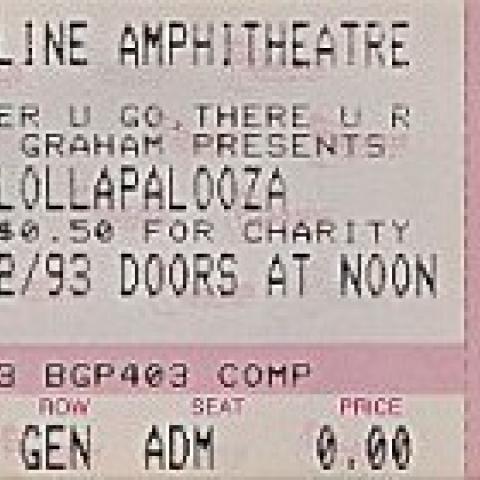 LINE AMPHITHEATRE
ER U GO,THERE U R
GRAHAM PRESENTS
LOLLAPALOOZA
$0.50 FOR CHARITY
2/93 DOORS AT NOON
3 BGP403 COMP
ROW SEAT PRICE
GEN ADM 0.00